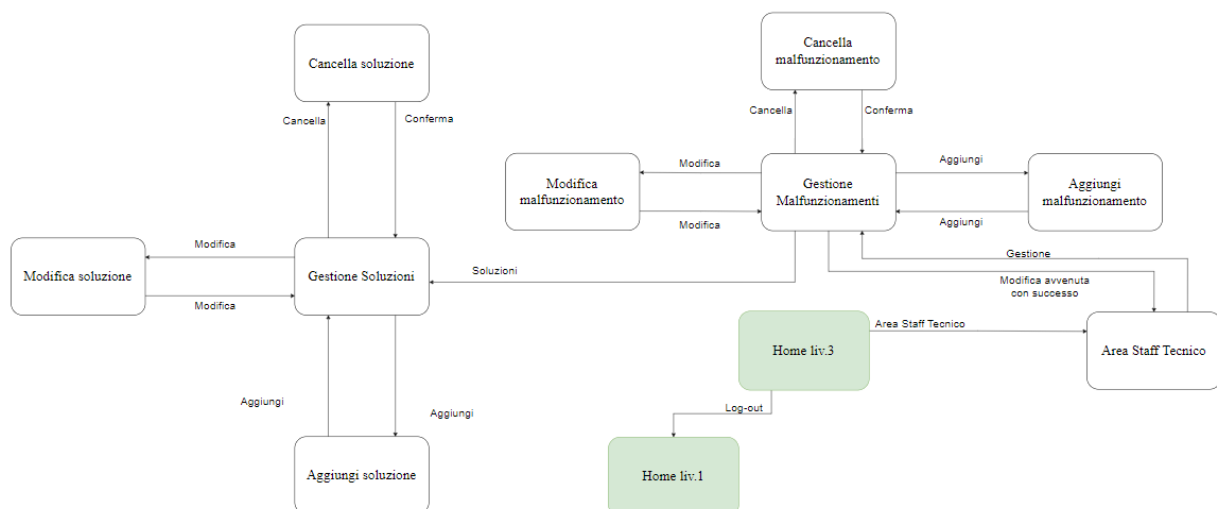 Cancella
malfunzionamento
Cancella soluzione
Cancella
Conferma
Cancella
Conferma
Modifica
Aggiungi
Modifica
malfunzionamento
Gestione
Malfunzionamenti
Aggiungi
malfunzionamento
Modifica
Aggiungi
Modifica
Gestione
Modifica soluzione
Gestione Soluzioni
Soluzioni
Modifica avvenuta
con successo
Modifica
Area Staff Tecnico
Home liv.3
Area Staff Tecnico
Aggiungi
Aggiungi
Log-out
Aggiungi soluzione
Home liv.1